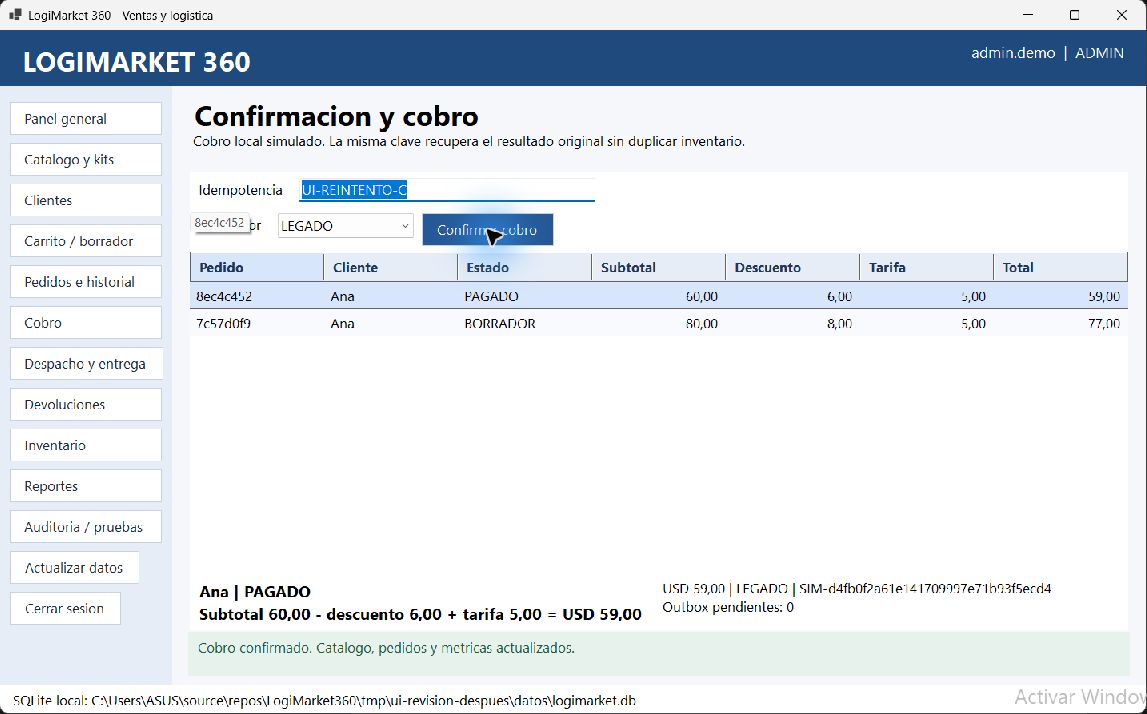 LogiMarket 360 - Ventas y logistica
LOGIMARKET 360
admin.demo | ADMIN
Panel general
Catalogo y kits
Clientes
Carrito / borrador
Pedidos e historial
Cobro
Despacho y entrega
Devoluciones
Inventario
Reportes
Auditoria / pruebas
Actualizar datos
Cerrar sesion
Confirmacion y cobro
Cobro local simulado. La misma clave recupera el resultado original sin duplicar inventario.
Idempotencia UI-REINTENTO-C
8ec4c452 LEGADO cobro
Pedido Cliente Estado Subtotal Descuento Tarifa Total
8ec4c452 Ana PAGADO 60,00 6,00 5,00 59,00
7c57d0f9 Ana BORRADOR 80,00 8,00 5,00 77,00
Ana | PAGADO
Subtotal 60,00 - descuento 6,00 + tarifa 5,00 = USD 59,00
USD 59,00 | LEGADO | SIM-d4fb0f2a61e141709997e71b93f5ecd4
Outbox pendientes: 0
Cobro confirmado. Catalogo, pedidos y metricas actualizados.
SQLite local: C:\Users\ASUS\source\repos\LogiMarket360\tmp\ui-revision-despues\datos\logimarket.db
Activar Window